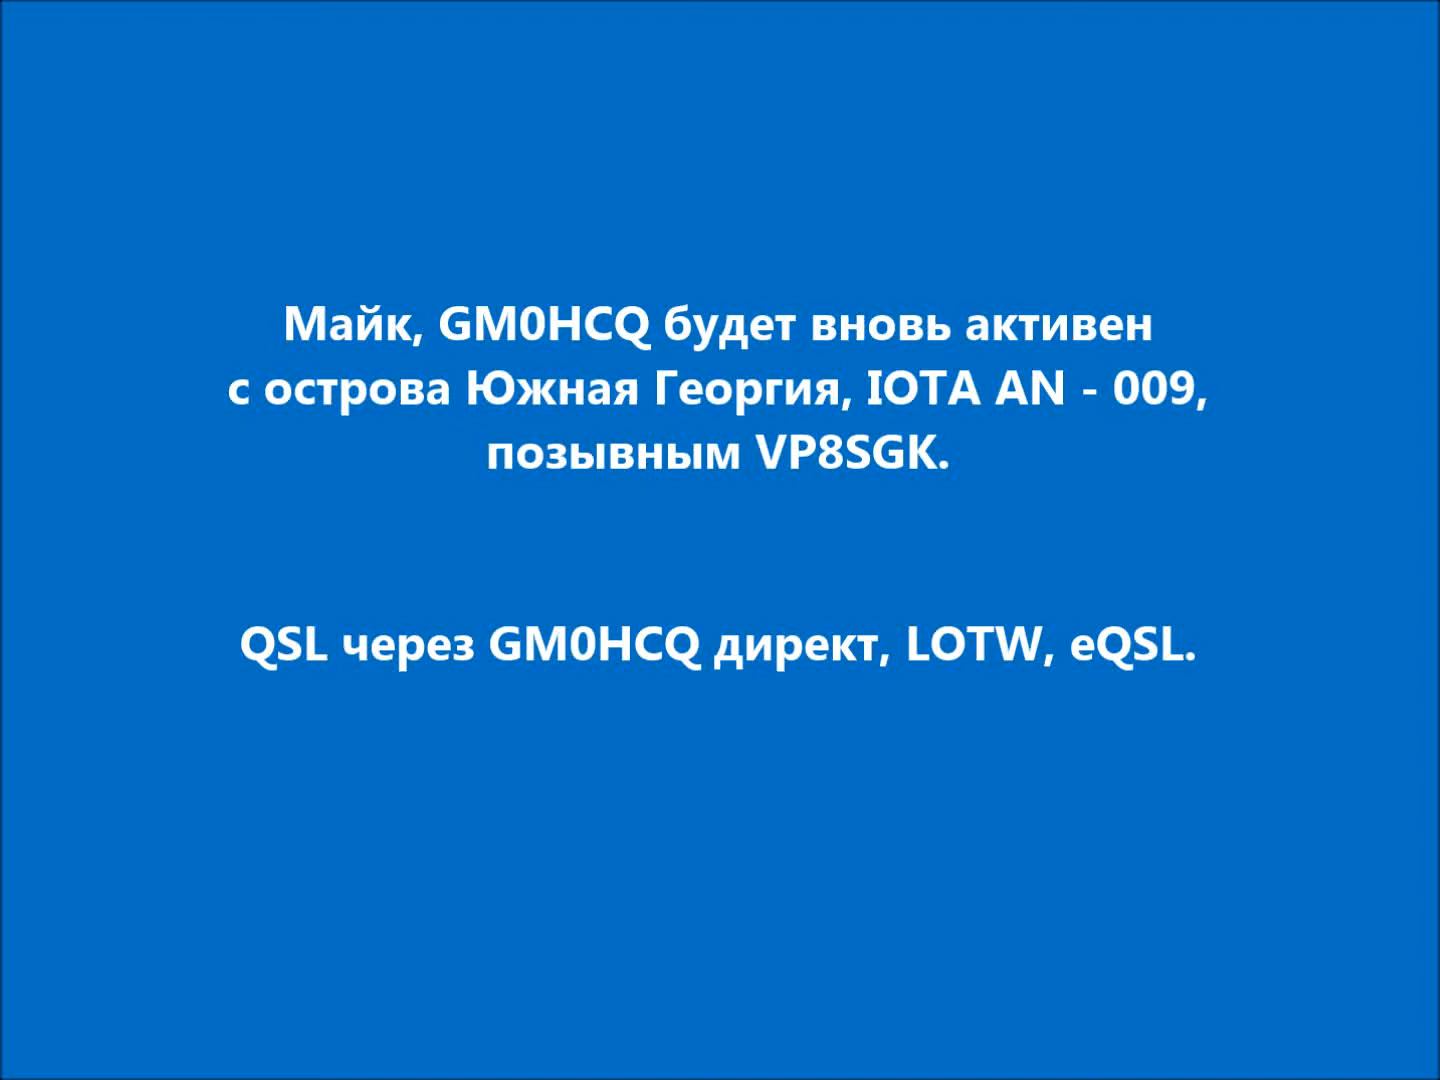 Майк, GM0HCQ будет вновь активен
с острова Южная Георгия, IOTA AN - 009,
позывным VP8SGK.
QSL через GM0HCQ директ, LOTW, eQSL.